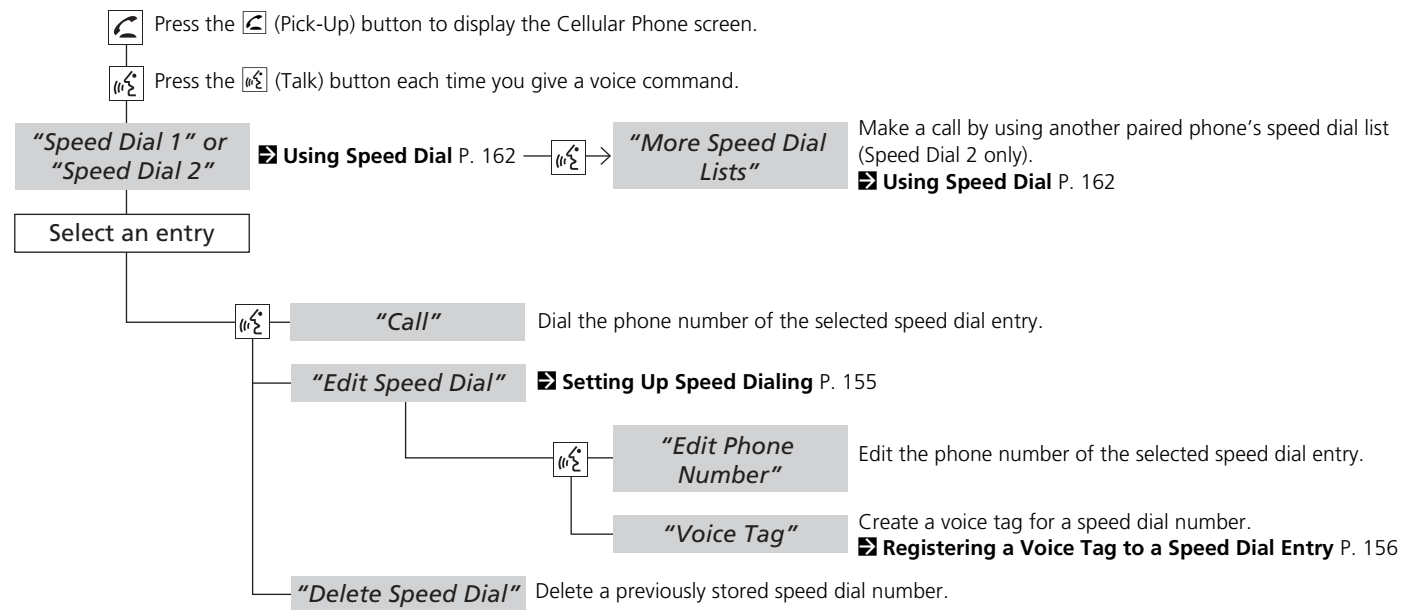 Press the (Pick-Up) button to display the Cellular Phone screen.
Press the (Talk) button each time you give a voice command.
“Speed Dial 1” or
“Speed Dial 2”
Using Speed Dial P. 162
“More Speed Dial
Lists”
Make a call by using another paired phone’s speed dial list
(Speed Dial 2 only).
Using Speed Dial P. 162
Select an entry
“Call”
Dial the phone number of the selected speed dial entry.
“Edit Speed Dial”
Setting Up Speed Dialing P. 155
“Edit Phone
Number”
Edit the phone number of the selected speed dial entry.
“Voice Tag”
Create a voice tag for a speed dial number.
Registering a Voice Tag to a Speed Dial Entry P. 156
“Delete Speed Dial”
Delete a previously stored speed dial number.